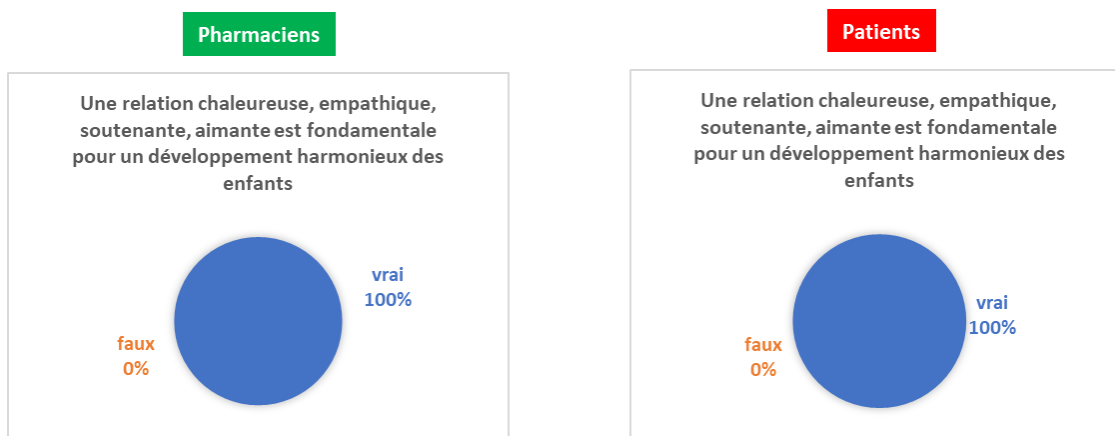 Pharmaciens
Une relation chaleureuse, empathique,
soutenante, aimante est fondamentale
pour un développement harmonieux des
enfants
vrai
100%
faux
0%
Patients
Une relation chaleureuse, empathique,
soutenante, aimante est fondamentale
pour un développement harmonieux des
enfants
vrai
100%
faux
0%